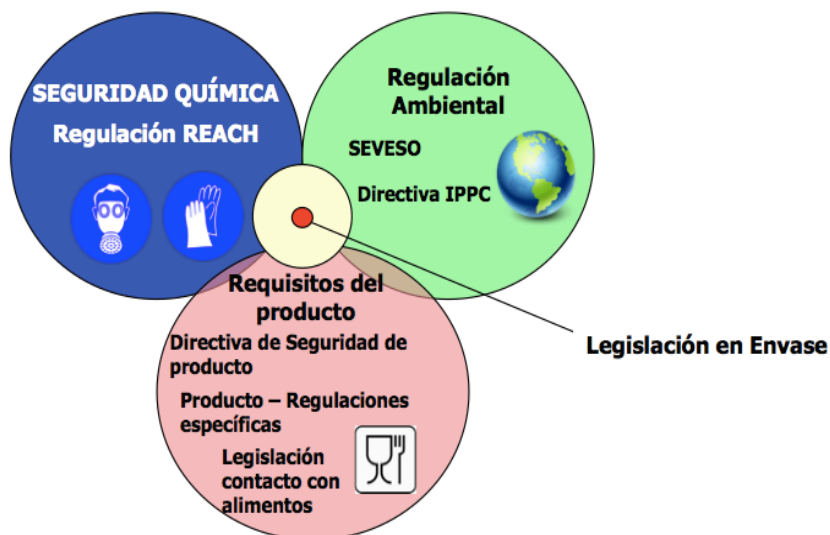 SEGURIDAD QUÍMICA
Regulación REACH
Regulación
Ambiental
SEVESO
Directiva IPPC
Requisitos del
producto
Directiva de Seguridad de
producto
Producto – Regulaciones
específicas
Legislación
contacto con
alimentos
Legislación en Envase